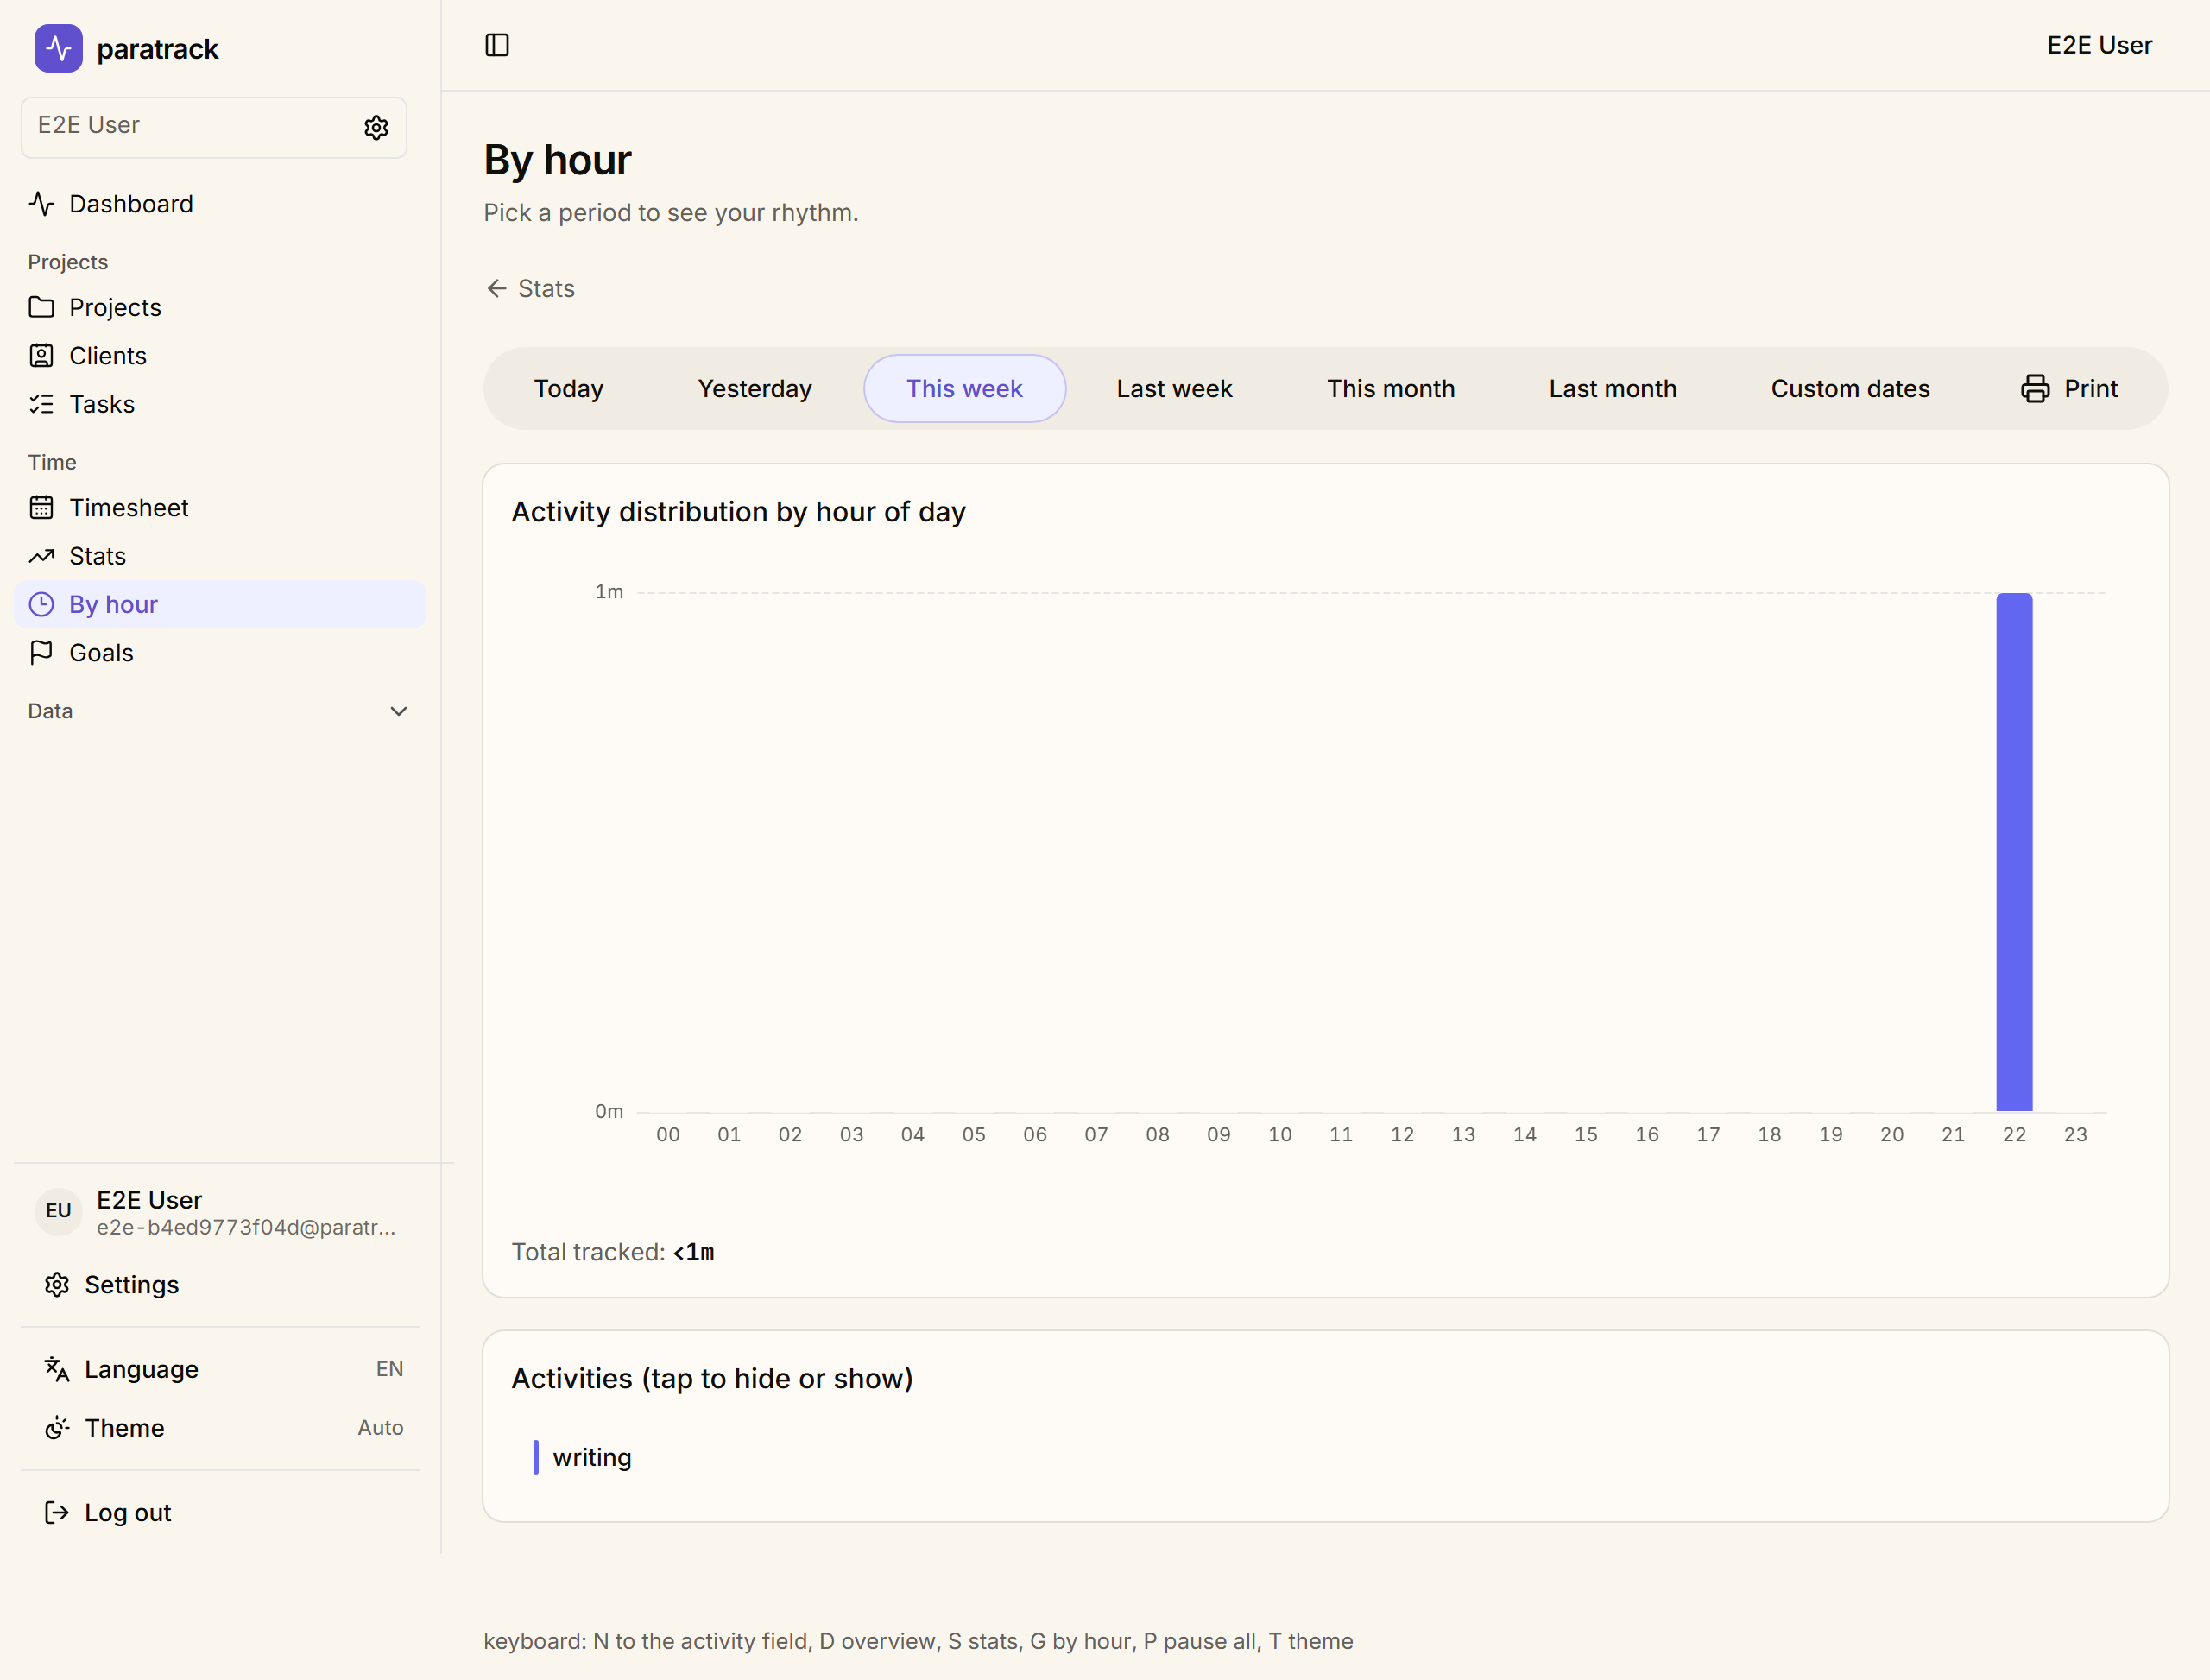 paratrack
E2E User
E2E User
Dashboard
Projects
Projects
Clients
Tasks
Time
Timesheet
Stats
By hour
Goals
Data
EU
E2E User
e2e-b4ed9773f04d@paratr...
Settings
Language EN
Theme Auto
Log out
By hour
Pick a period to see your rhythm.
Stats
Today Yesterday This week Last week This month Last month Custom dates Print
Activity distribution by hour of day
1m
0m
00 01 02 03 04 05 06 07 08 09 10 11 12 13 14 15 16 17 18 19 20 21 22 23
Total tracked: <1m
Activities (tap to hide or show)
writing
keyboard: N to the activity field, D overview, S stats, G by hour, P pause all, T theme